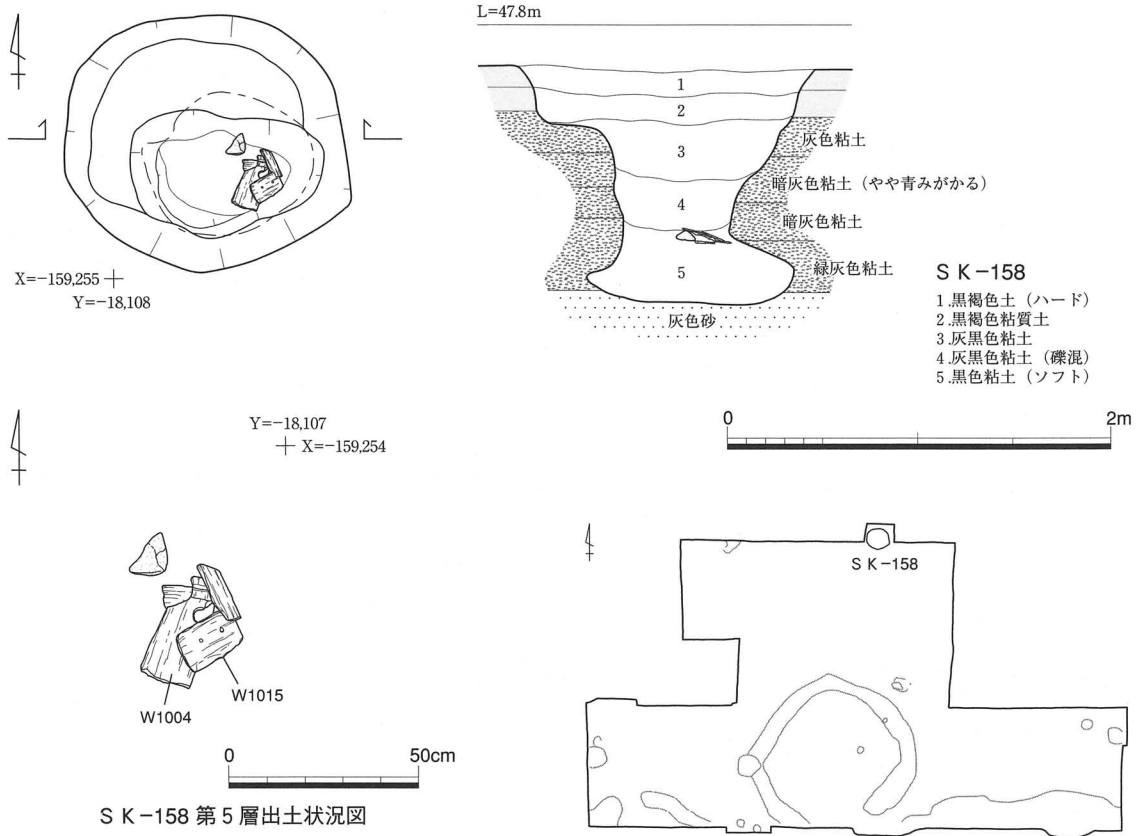 L=47.8m
1
2
3
4
5
灰色粘土
暗灰色粘土（やや青みがかる）
暗灰色粘土
緑灰色粘土
灰色砂
X=−159,255
Y=−18,108
ＳＫ−158
1.黒褐色土（ハード）
2.黒褐色粘質土
3.灰黒色粘土
4.灰黒色粘土（礫混）
5.黒色粘土（ソフト）
0 2m
Y=−18,107
X=−159,254
W1015
W1004
0 50cm
ＳＫ−158 第５層出土状況図
ＳＫ−158